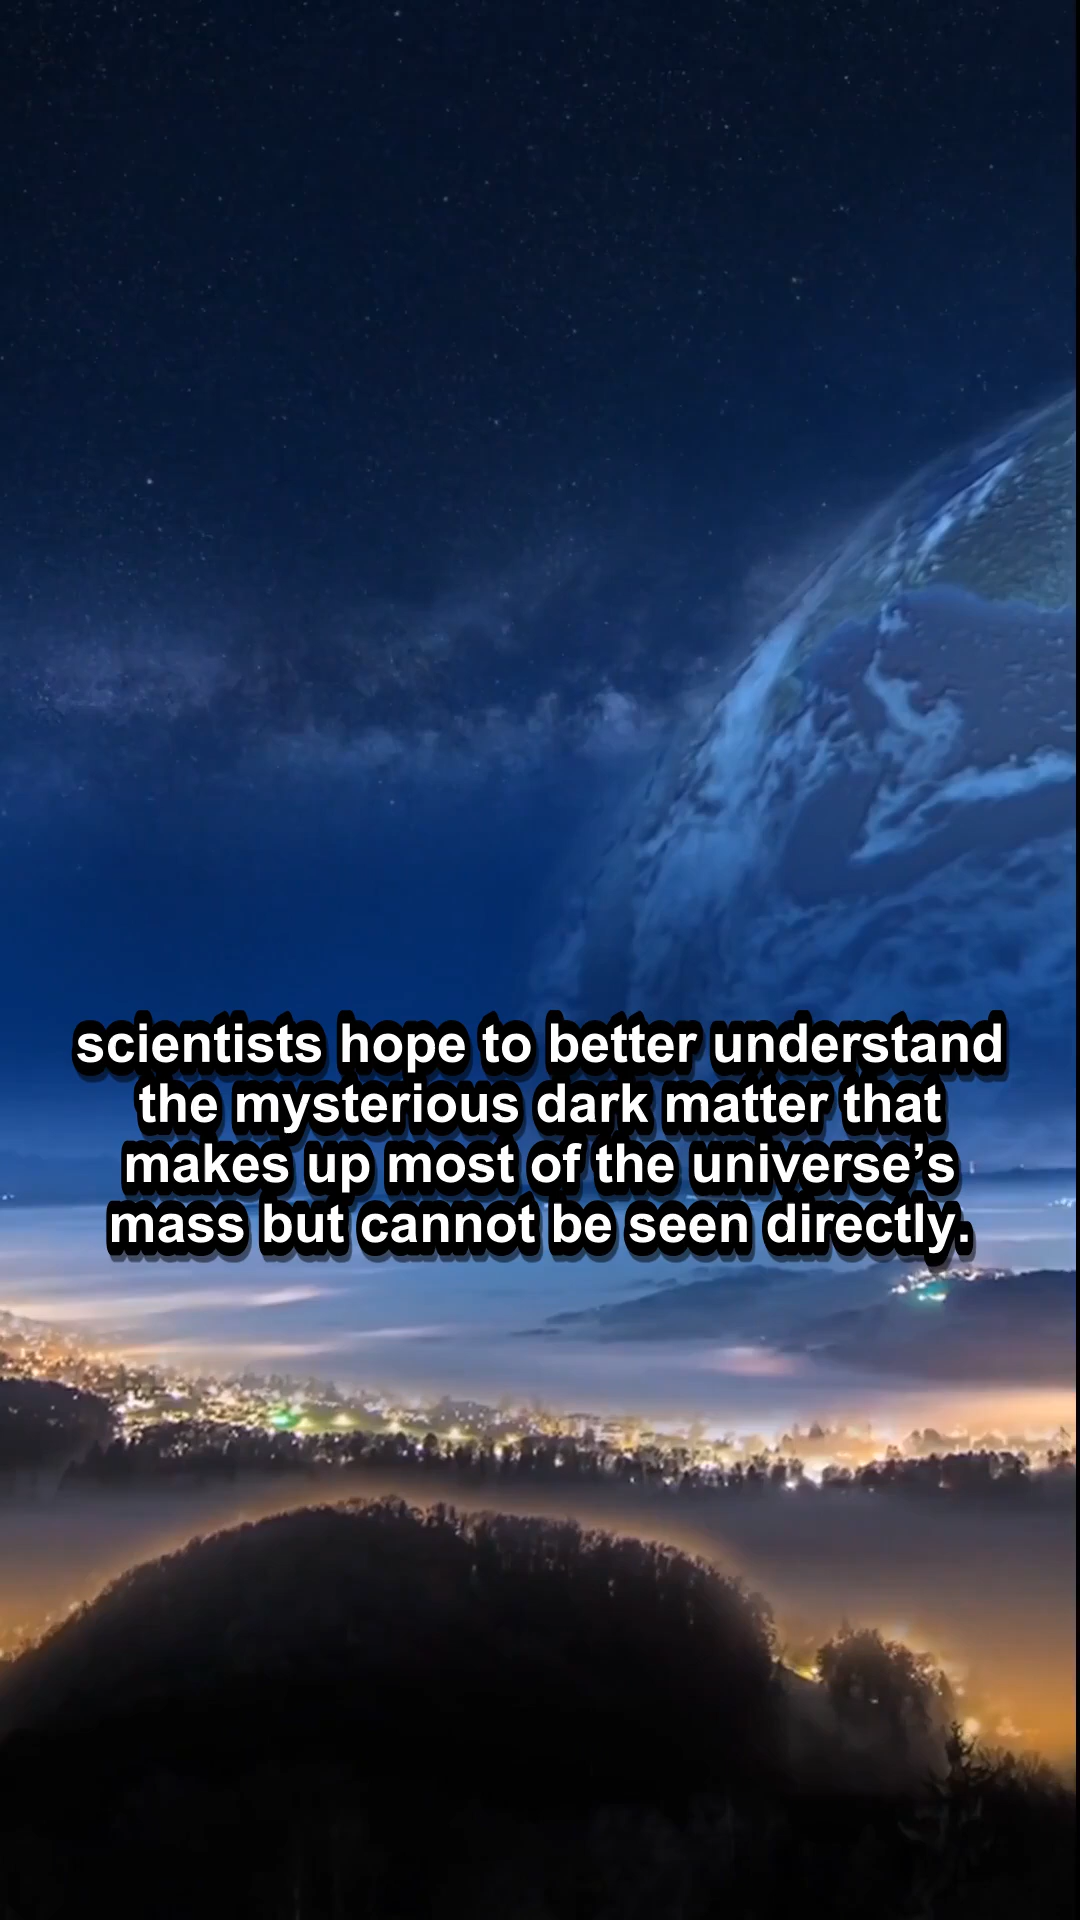 scientists hope to better understand
the mysterious dark matter that
makes up most of the universe’s
mass but cannot be seen directly.